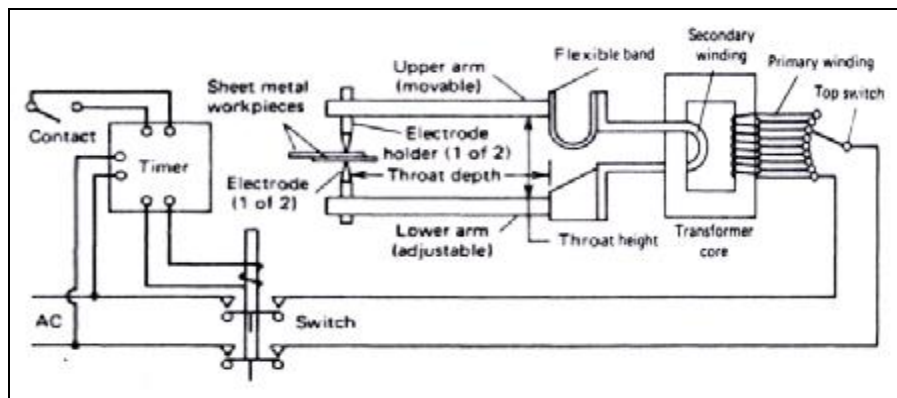 Secondary
winding
Flexible band
Upper arm
(movable)
Primary winding
Top switch
Sheet metal
workpieces
Contact
Electrode
holder (1 of 2)
Timer
Throat depth
Electrode
(1 of 2)
Lower arm
(adjustable)
Throat height
Transformer
core
AC
Switch